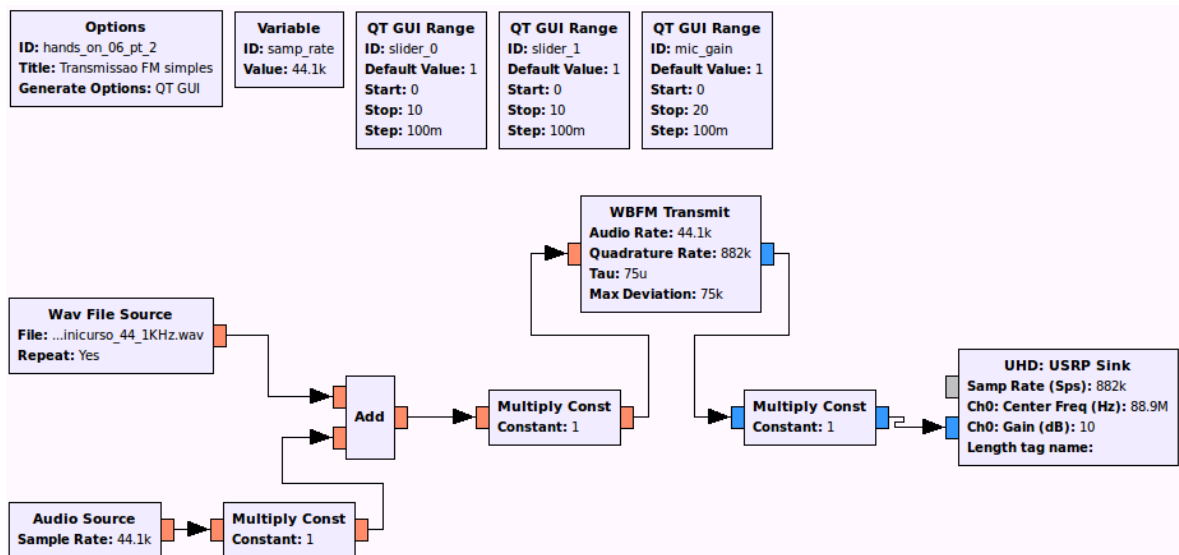 Options
ID: hands_on_06_pt_2
Title: Transmissao FM simples
Generate Options: QT GUI
Variable
ID: samp_rate
Value: 44.1k
QT GUI Range
ID: slider_0
Default Value: 1
Start: 0
Stop: 10
Step: 100m
QT GUI Range
ID: slider_1
Default Value: 1
Start: 0
Stop: 10
Step: 100m
QT GUI Range
ID: mic_gain
Default Value: 1
Start: 0
Stop: 20
Step: 100m
WBFM Transmit
Audio Rate: 44.1k
Quadrature Rate: 882k
Tau: 75u
Max Deviation: 75k
Wav File Source
File: ...inicurso_44_1KHz.wav
Repeat: Yes
Add
Multiply Const
Constant: 1
Multiply Const
Constant: 1
UHD: USRP Sink
Samp Rate (Sps): 882k
Ch0: Center Freq (Hz): 88.9M
Ch0: Gain (dB): 10
Length tag name:
Audio Source
Sample Rate: 44.1k
Multiply Const
Constant: 1